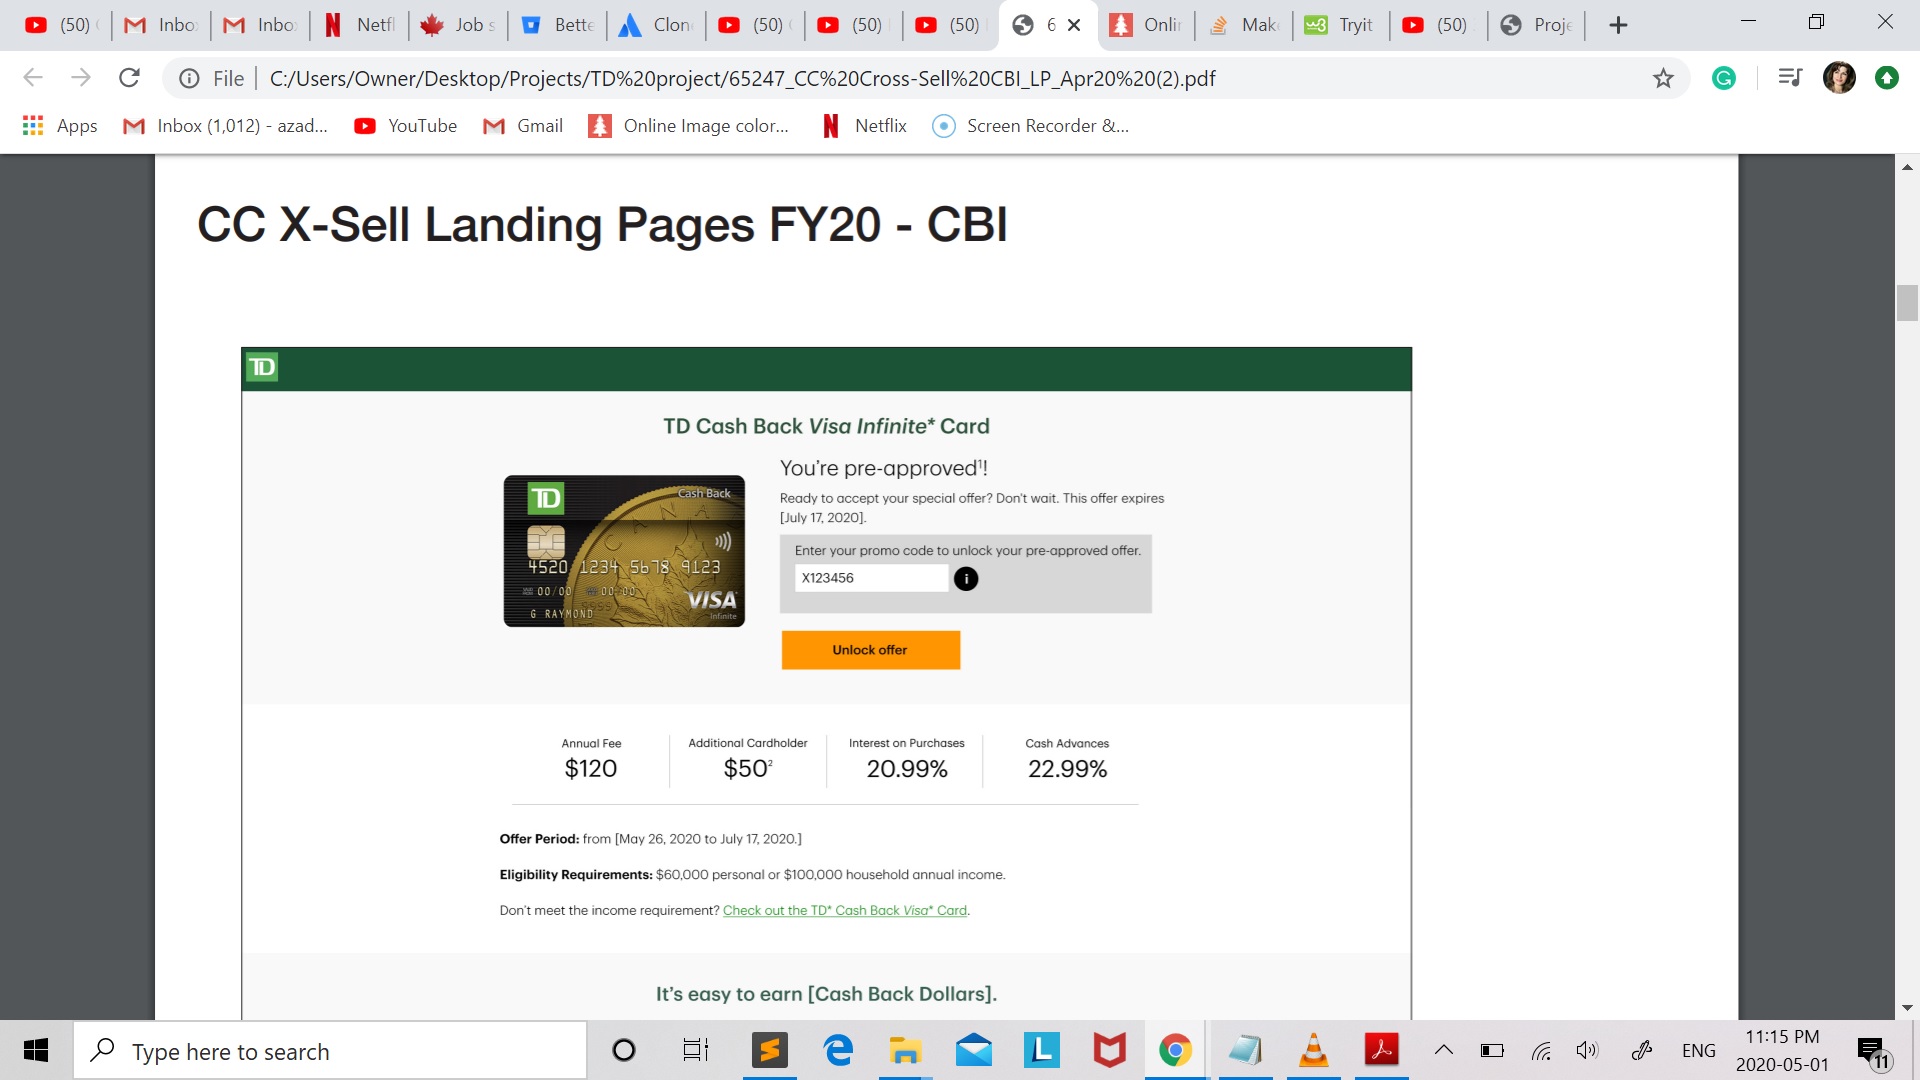 (50)
Inbo
Inbo
Netfl
Job s
Bette
Clon
(50)
(50)
(50)
6
Onlin
Mak
Tryit
(50)
Proje
File
C:/Users/Owner/Desktop/Projects/TD%20project/65247_CC%20Cross-Sell%20CBI_LP_Apr20%20(2).pdf
Apps
Inbox (1,012) - azad...
YouTube
Gmail
Online Image color...
Netflix
Screen Recorder &...
CC X-Sell Landing Pages FY20 - CBI
TD
TD Cash Back Visa Infinite* Card
TD
Cash Back
CANA
4520 1234 5678 9123
00/00 00/00
G RAYMOND
VISA
Infinite
You're pre-approved¹!
Ready to accept your special offer? Don't wait. This offer expires
[July 17, 2020].
Enter your promo code to unlock your pre-approved offer.
X123456
i
Unlock offer
Annual Fee
$120
Additional Cardholder
$50²
Interest on Purchases
20.99%
Cash Advances
22.99%
Offer Period: from [May 26, 2020 to July 17, 2020.]
Eligibility Requirements: $60,000 personal or $100,000 household annual income.
Don't meet the income requirement? Check out the TD* Cash Back Visa* Card.
It's easy to earn [Cash Back Dollars].
Type here to search
ENG
11:15 PM
2020-05-01
11